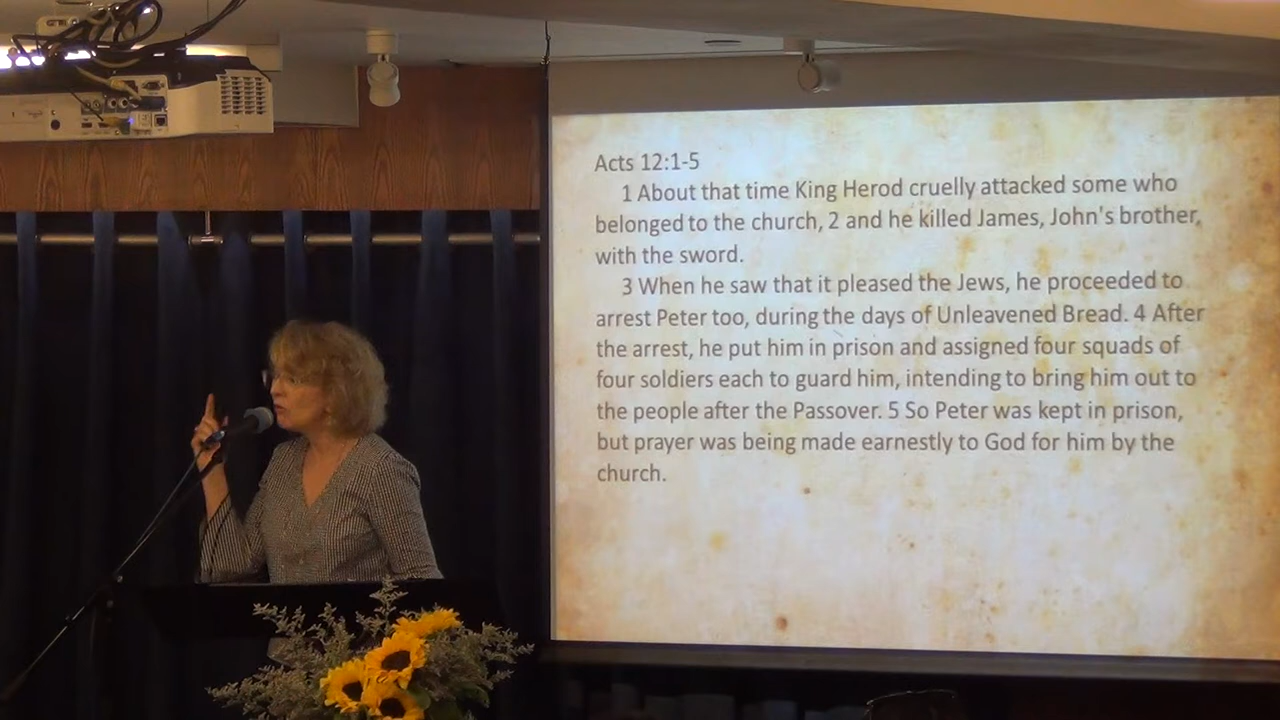 Acts 12:1-5
1 About that time King Herod cruelly attacked some who
belonged to the church, 2 and he killed James, John's brother,
with the sword.
3 When he saw that it pleased the Jews, he proceeded to
arrest Peter too, during the days of Unleavened Bread. 4 After
the arrest, he put him in prison and assigned four squads of
four soldiers each to guard him, intending to bring him out to
the people after the Passover. 5 So Peter was kept in prison,
but prayer was being made earnestly to God for him by the
church.